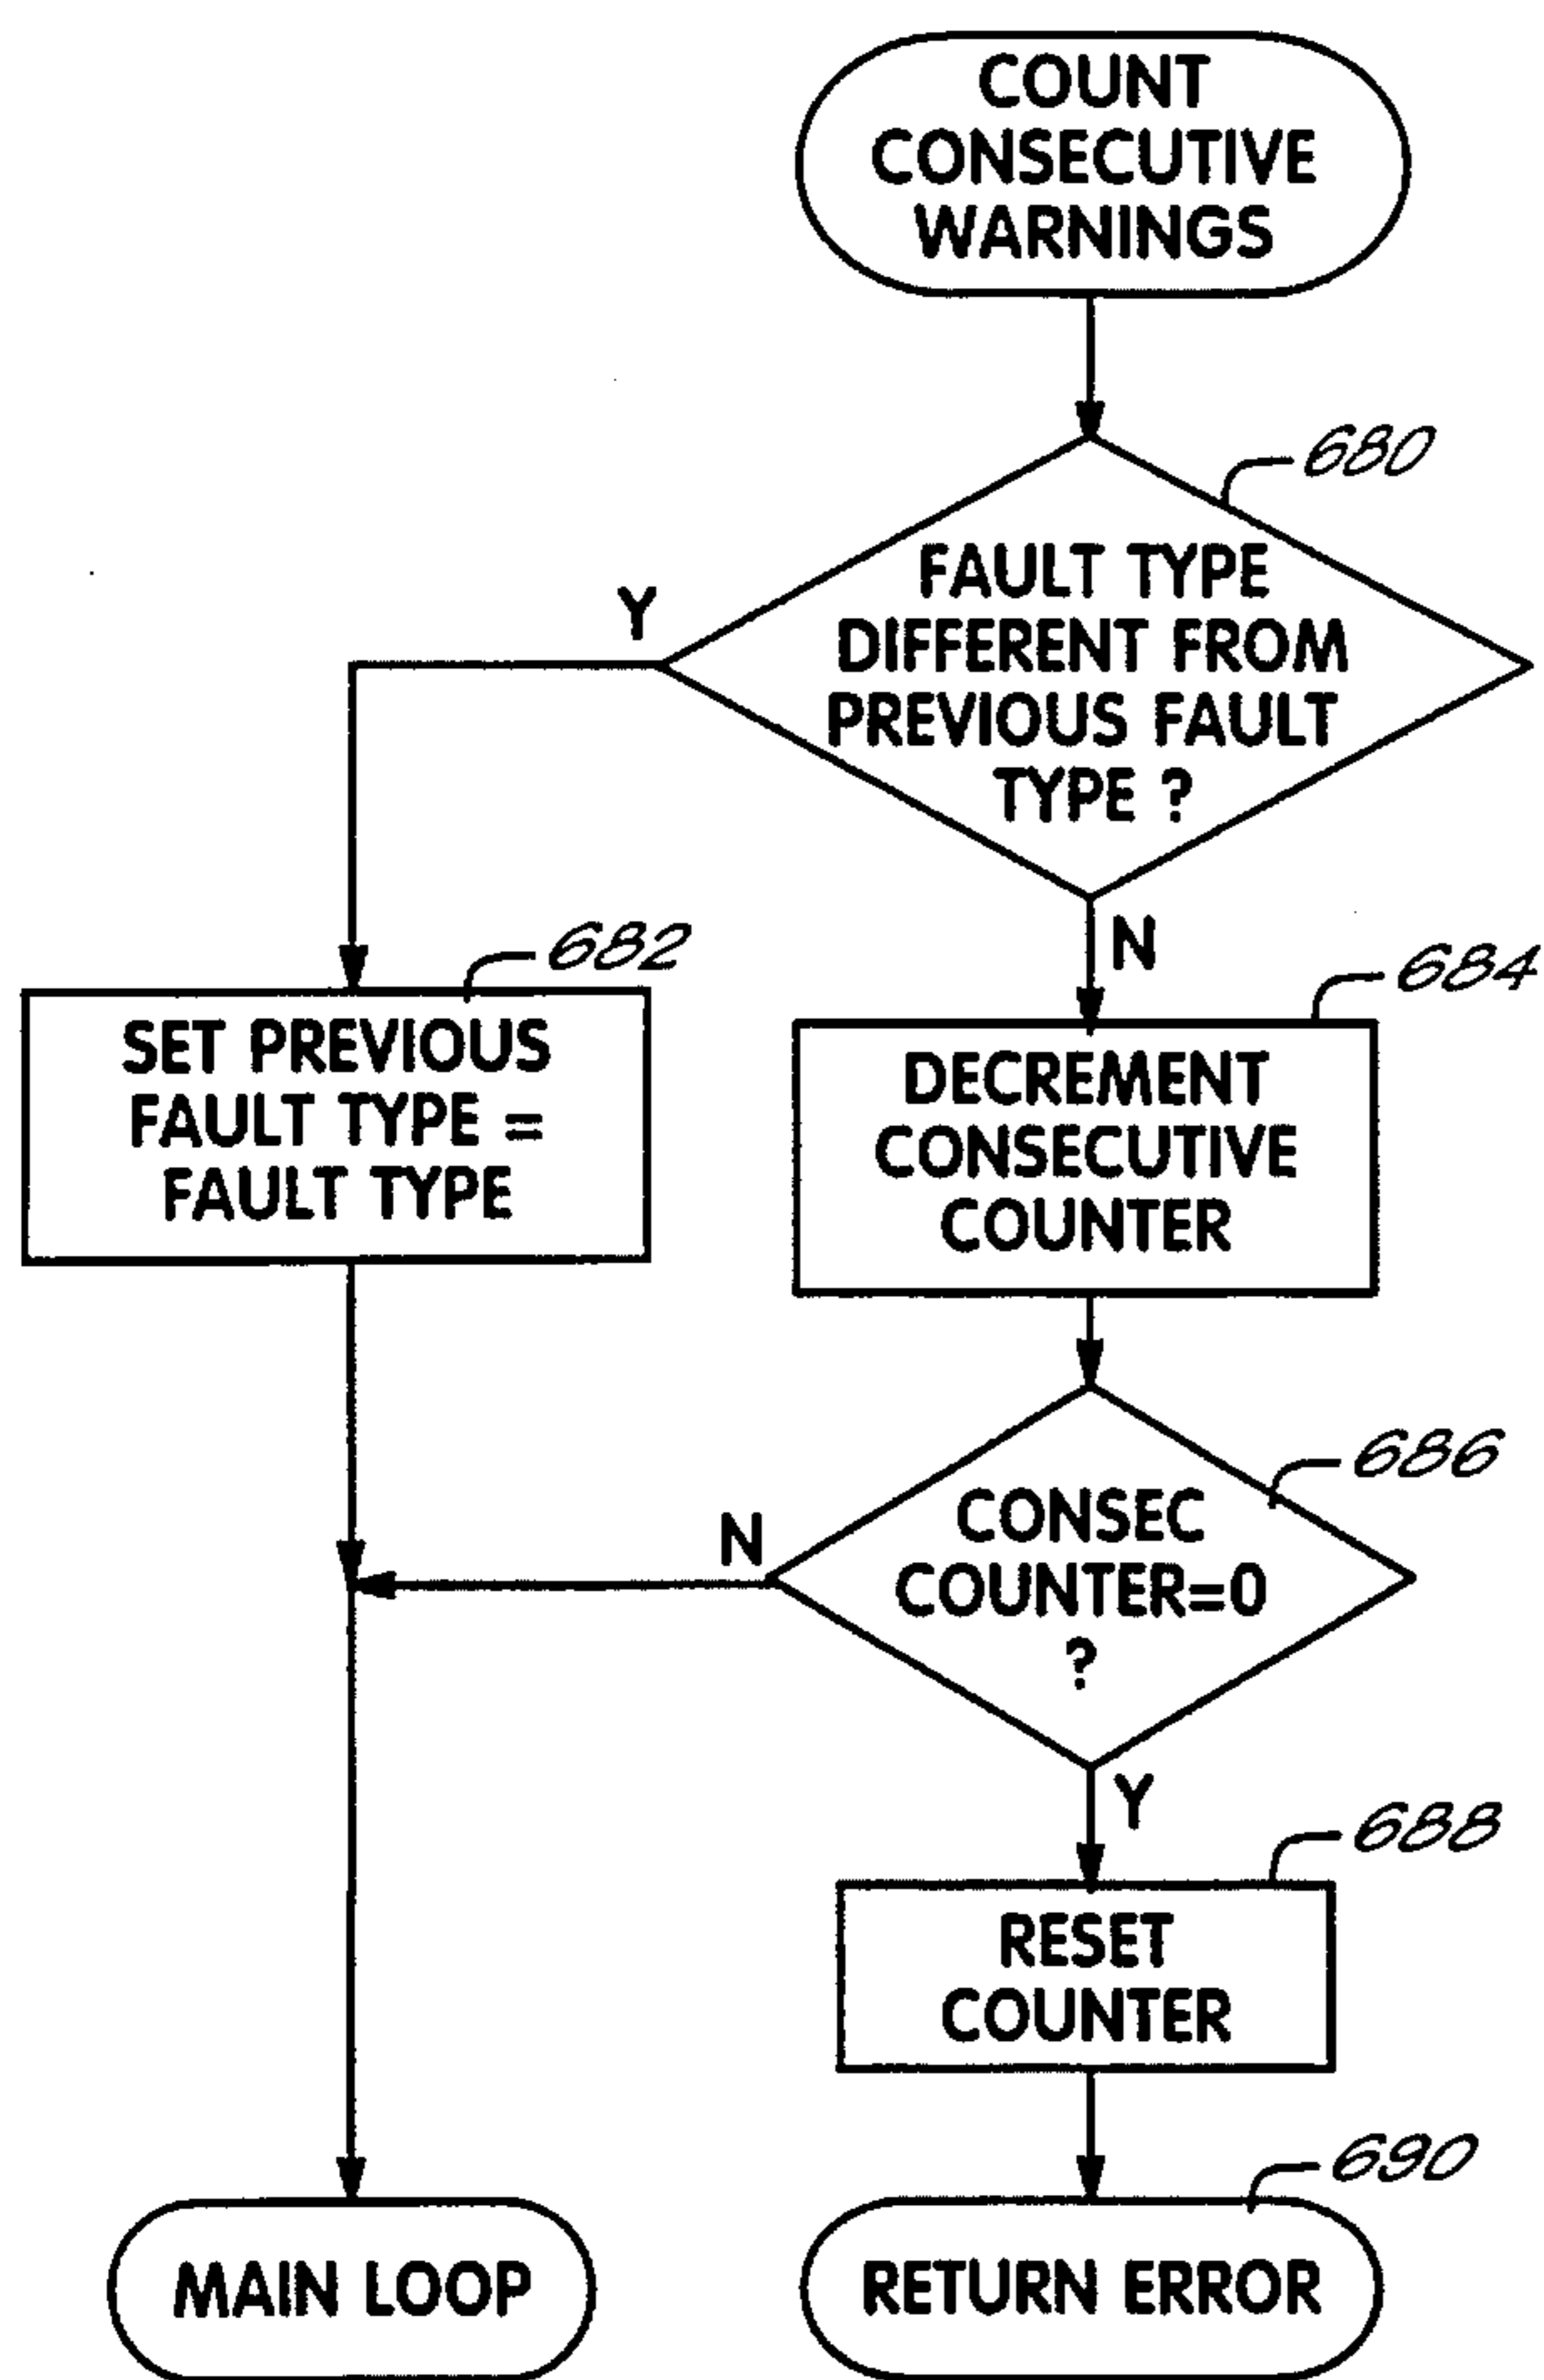 COUNT
CONSECUTIVE
WARNINGS
680
FAULT TYPE
DIFFERENT FROM
PREVIOUS FAULT
TYPE ?
Y
N
682
SET PREVIOUS
FAULT TYPE =
FAULT TYPE
684
DECREMENT
CONSECUTIVE
COUNTER
686
CONSEC
COUNTER=0
?
N
Y
688
RESET
COUNTER
690
MAIN LOOP
RETURN ERROR